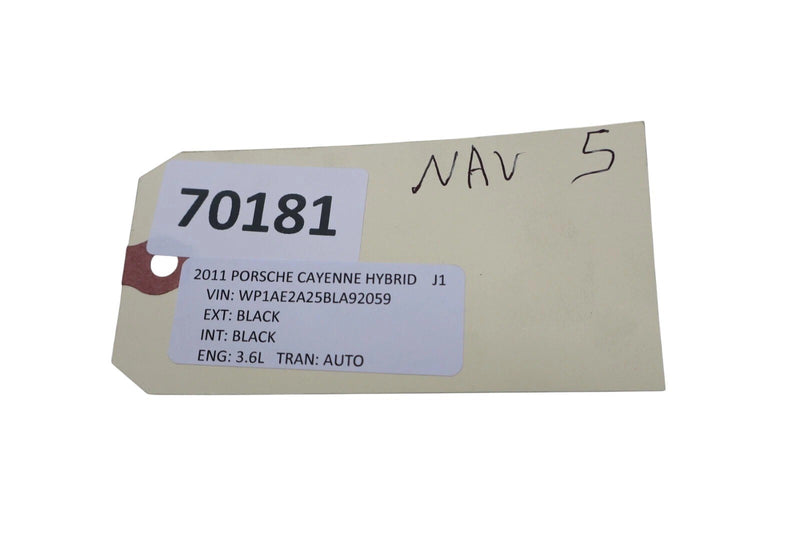 NAV 5
70181
2011 PORSCHE CAYENNE HYBRID J1
VIN: WP1AE2A25BLA92059
EXT: BLACK
INT: BLACK
ENG: 3.6L TRAN: AUTO